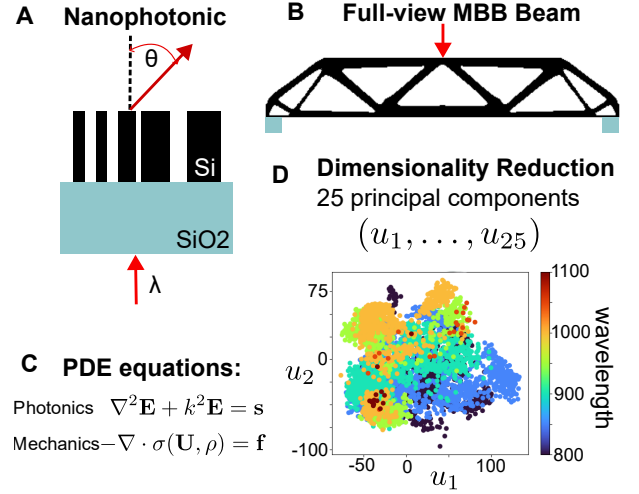 A
Nanophotonic
θ
Si
SiO2
λ
B
Full-view MBB Beam
C
PDE equations:
Photonics ∇²E + k²E = s
Mechanics −∇ · σ(U, ρ) = f
D
Dimensionality Reduction
25 principal components
(u₁, . . . , u₂₅)
75
0
-100
u₂
-50 0 100
u₁
1100
1000
900
800
wavelength